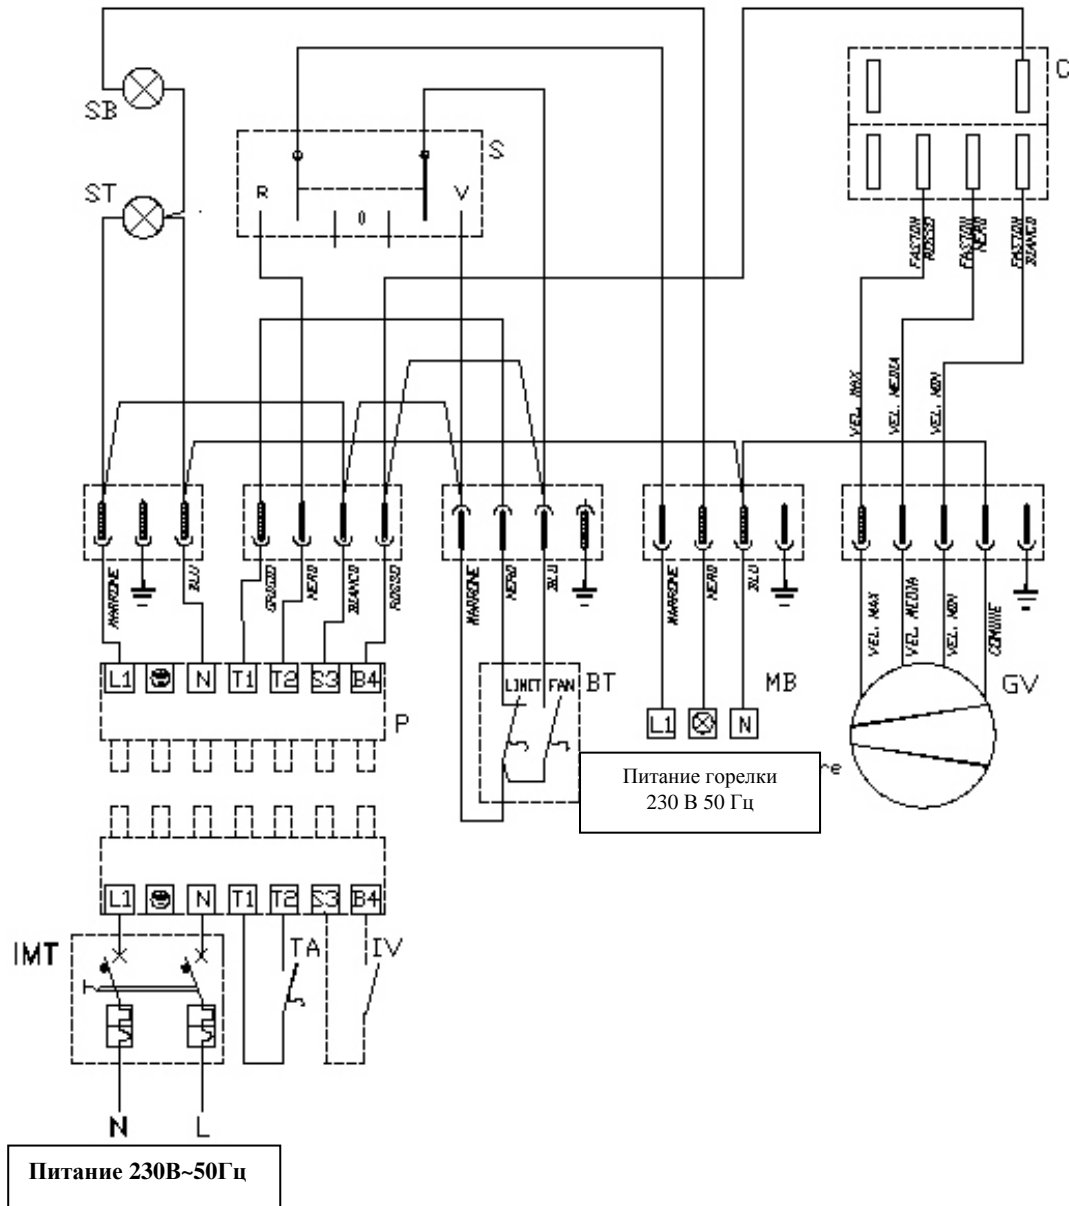 C
SB
S
ST
R
0
V
FASTON ROSSO
FASTON NERO
FASTON BIANCO
VEL. MAX
VEL. MEDIA
VEL. MIN
MARRONE
BLU
GRIGIO
NERO
BIANCO
ROSSO
MARRONE
NERO
BLU
MARRONE
NERO
BLU
VEL. MAX
VEL. MEDIA
VEL. MIN
COMUNE
L1
N
T1
T2
S3
B4
P
LIMIT
FAN
BT
MB
GV
L1
N
Питание горелки
230 В 50 Гц
~e
L1
N
T1
T2
S3
B4
IMT
TA
IV
N
L
Питание 230В~50Гц